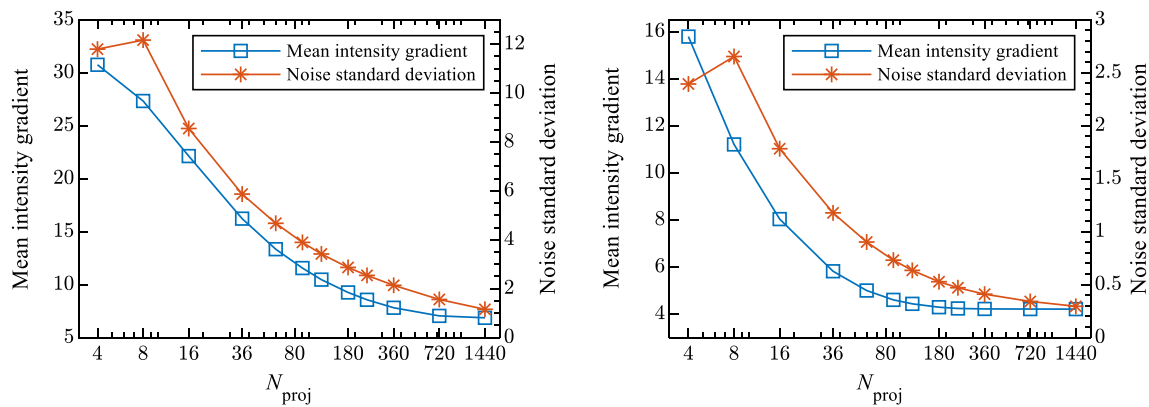 Mean intensity gradient
35
30
25
20
15
10
5
Mean intensity gradient
Noise standard deviation
12
10
8
6
4
2
0
Noise standard deviation
4 8 16 36 80 180 360 720 1440
N_proj
Mean intensity gradient
16
14
12
10
8
6
4
Mean intensity gradient
Noise standard deviation
3
2.5
2
1.5
1
0.5
0
Noise standard deviation
4 8 16 36 80 180 360 720 1440
N_proj